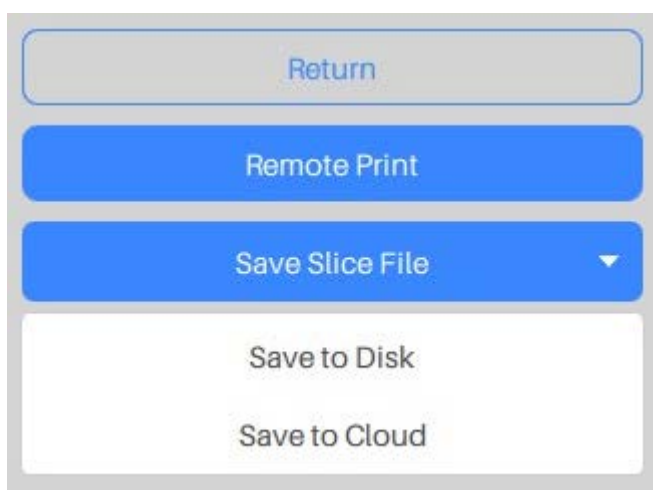 Return
Remote Print
Save Slice File
Save to Disk
Save to Cloud